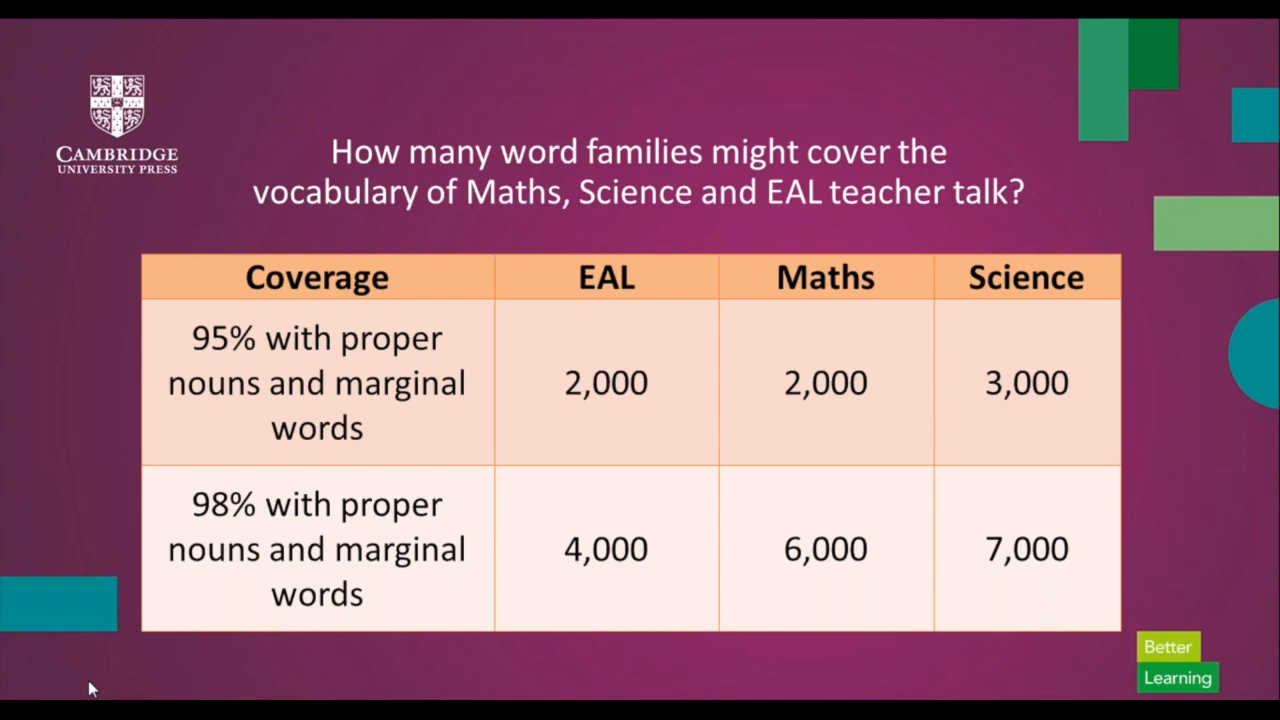 CAMBRIDGE
UNIVERSITY PRESS
How many word families might cover the
vocabulary of Maths, Science and EAL teacher talk?
Coverage EAL Maths Science
95% with proper
nouns and marginal
words
2,000 2,000 3,000
98% with proper
nouns and marginal
words
4,000 6,000 7,000
Better
Learning